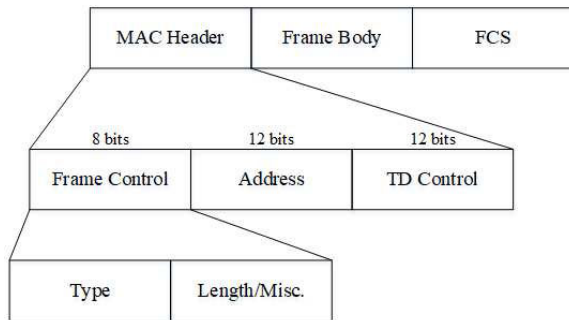 MAC Header Frame Body FCS
8 bits 12 bits 12 bits
Frame Control Address TD Control
Type Length/Misc.